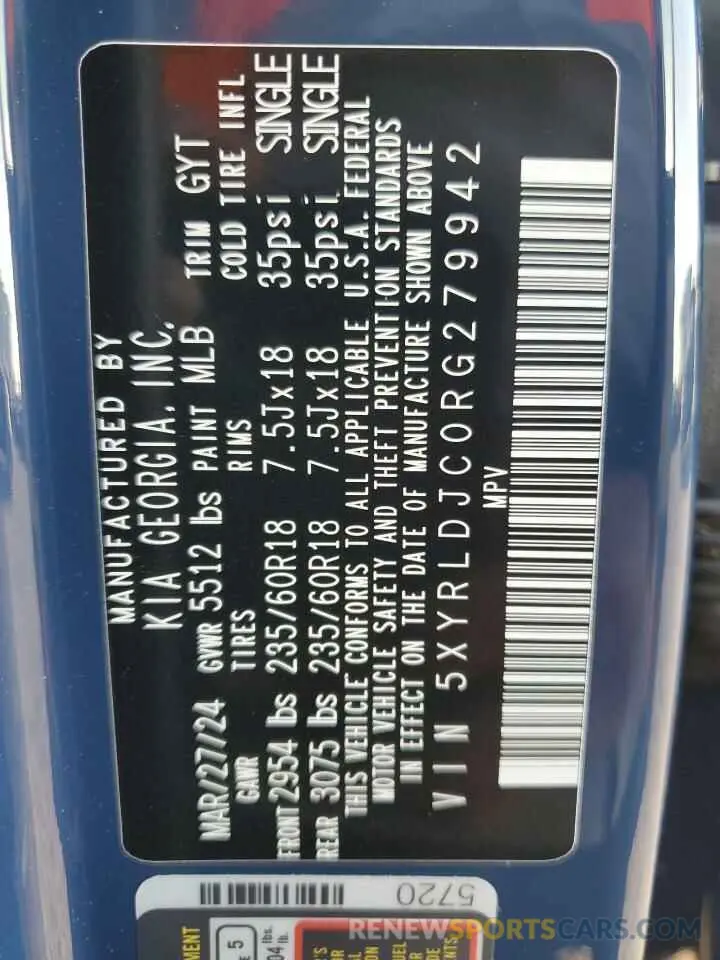 MANUFACTURED BY
KIA GEORGIA, INC.
MAR/27/24 GVWR 5512 lbs PAINT MLB TRIM GYT
GAWR TIRES RIMS COLD TIRE INFL
FRONT 2954 lbs 235/60R18 7.5Jx18 35psi SINGLE
REAR 3075 lbs 235/60R18 7.5Jx18 35psi SINGLE
THIS VEHICLE CONFORMS TO ALL APPLICABLE U.S.A. FEDERAL
MOTOR VEHICLE SAFETY AND THEFT PREVENTION STANDARDS
IN EFFECT ON THE DATE OF MANUFACTURE SHOWN ABOVE
VIN 5XYRLDJC0RG279942
MPV
5720
5
lbs.
lb.
RENEWSPORTSCARS.COM